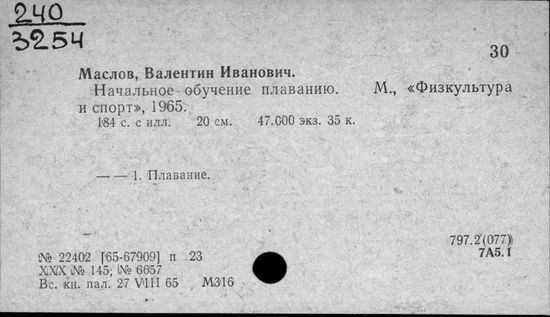 240
3254
30
Маслов, Валентин Иванович.
Начальное обучение плаванию. М., «Физкультура
и спорт», 1965.
184 с. с илл. 20 см. 47.000 экз. 35 к.
— — 1. Плавание.
797.2(077)
7А5.1
№ 22402 [65-67909] п 23
XXX № 145; № 6057
Вс. кн. пал. 27 VIII 65 М316